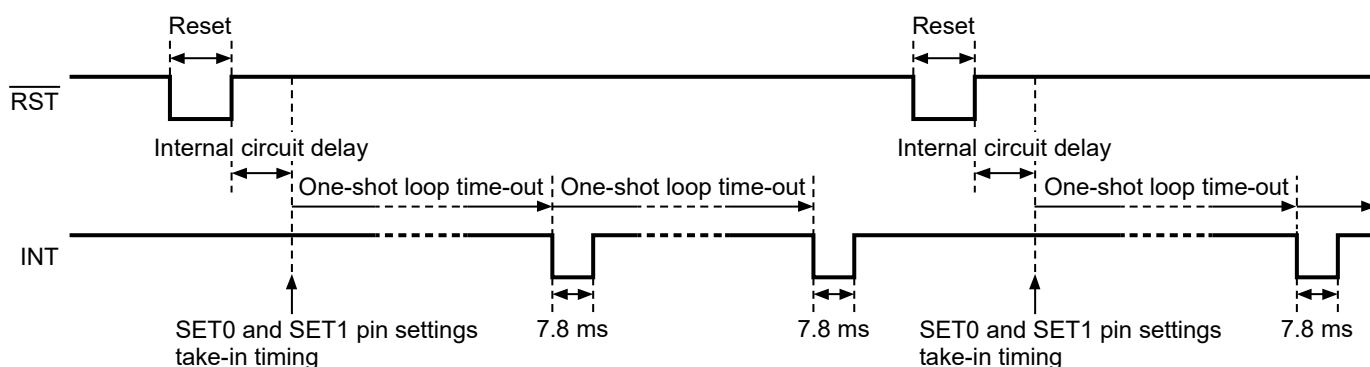 Reset
Reset
RST
Internal circuit delay
Internal circuit delay
One-shot loop time-out
One-shot loop time-out
One-shot loop time-out
INT
SET0 and SET1 pin settings
take-in timing
7.8 ms
7.8 ms
SET0 and SET1 pin settings
take-in timing
7.8 ms